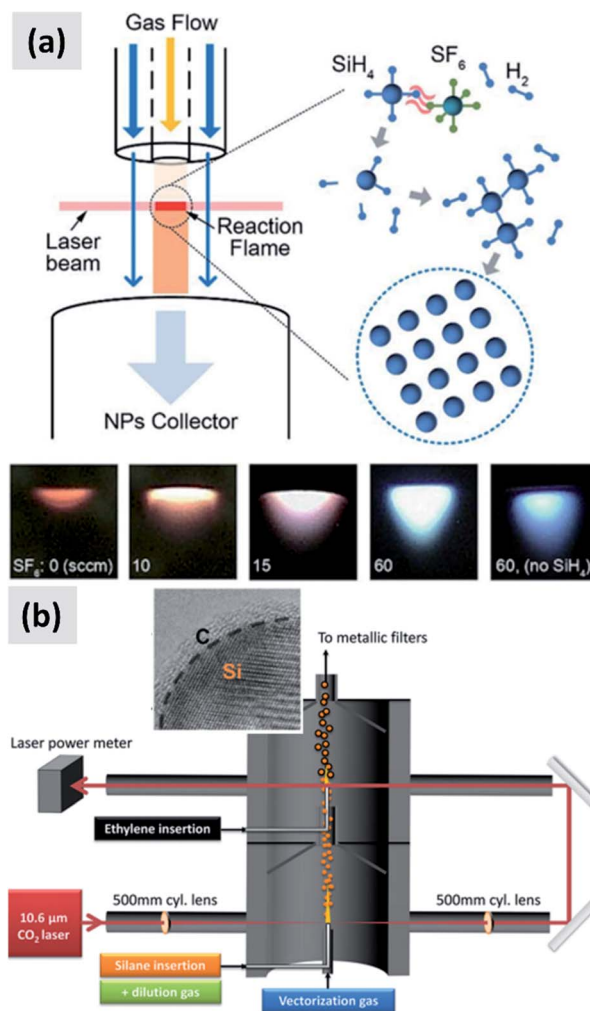 (a)
Gas Flow
SiH4
SF6
H2
Laser
beam
Reaction
Flame
NPs Collector
SF6: 0 (sccm)
10
15
60
60, (no SiH4)
(b)
C
Si
To metallic filters
Laser power meter
Ethylene insertion
500mm cyl. lens
500mm cyl. lens
10.6 µm
CO2 laser
Silane insertion
+ dilution gas
Vectorization gas